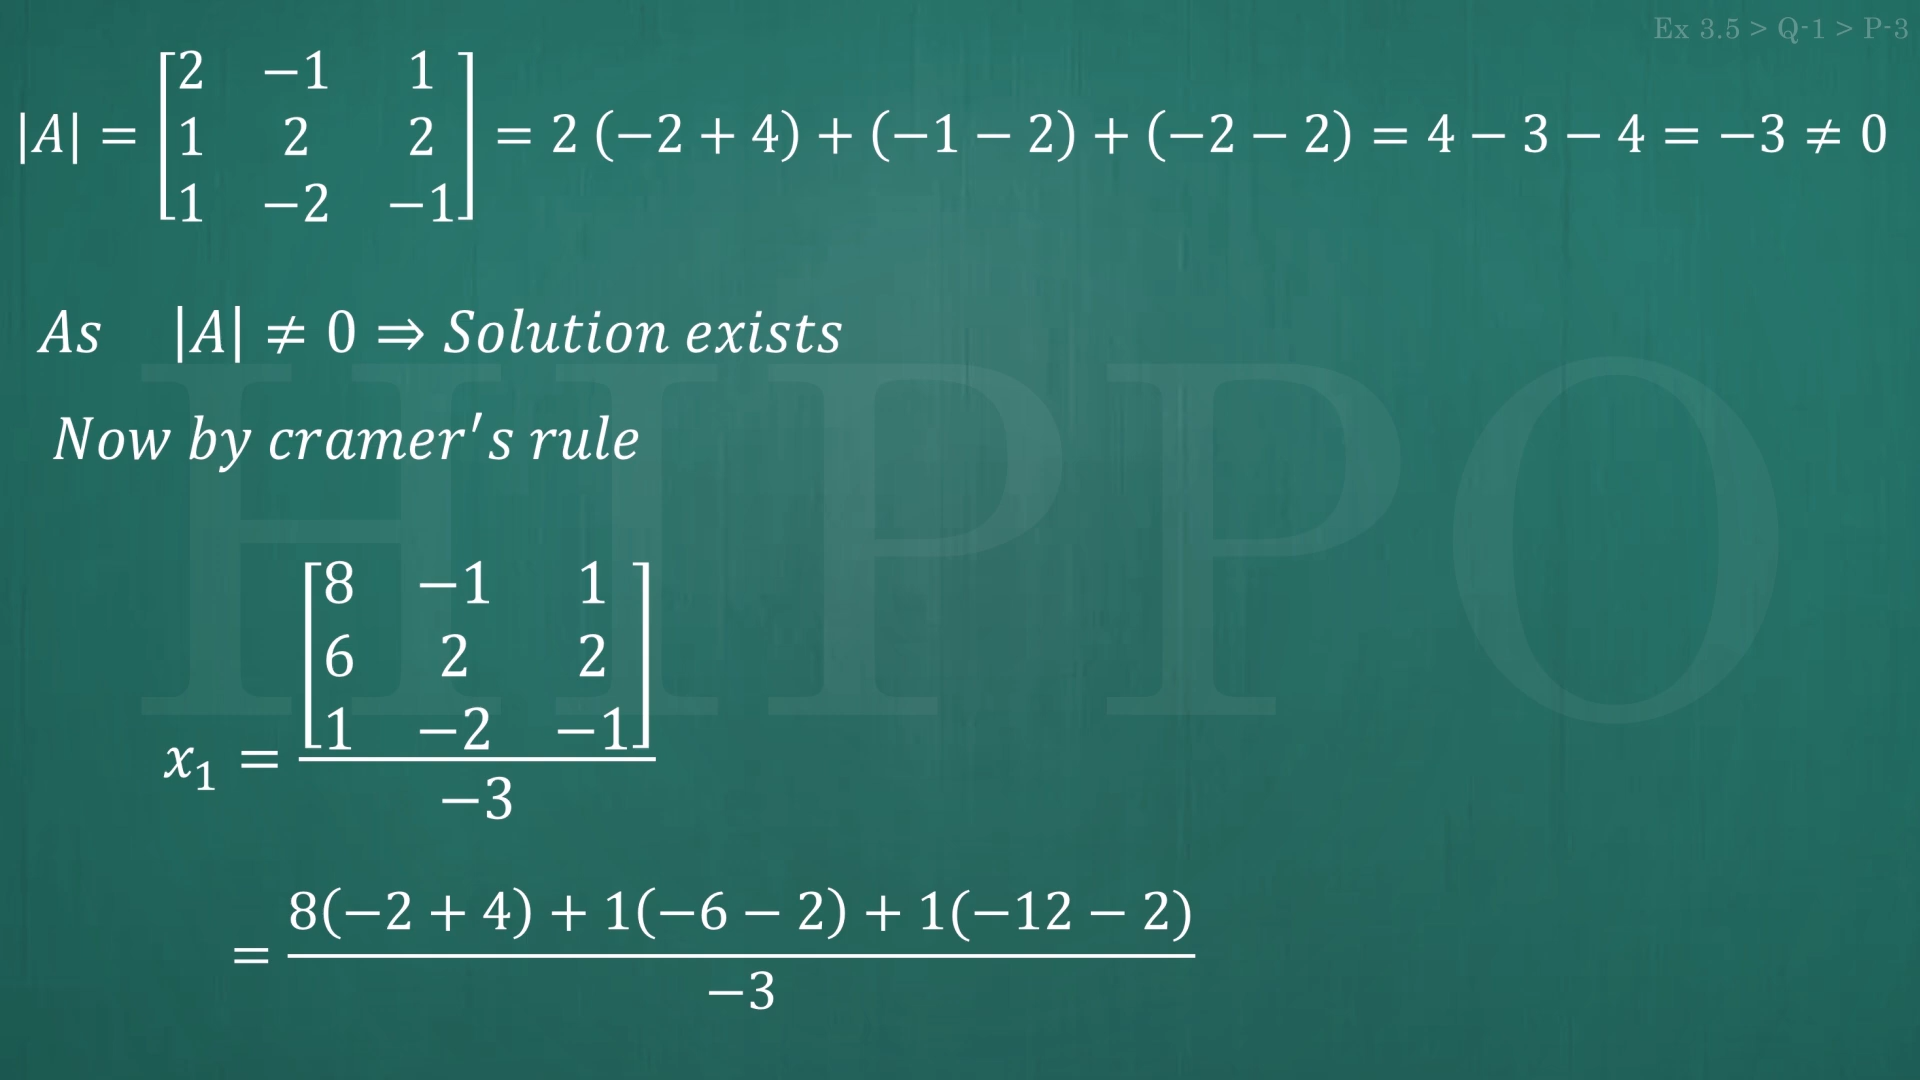 Ex 3.5 > Q-1 > P-3
|A| = [2 −1 1
1 2 2
1 −2 −1] = 2 (−2 + 4) + (−1 − 2) + (−2 − 2) = 4 − 3 − 4 = −3 ≠ 0
As |A| ≠ 0 ⇒ Solution exists
Now by cramer's rule
HIPPO
x₁ = [8 −1 1
6 2 2
1 −2 −1]
−3
= 8(−2 + 4) + 1(−6 − 2) + 1(−12 − 2)
−3